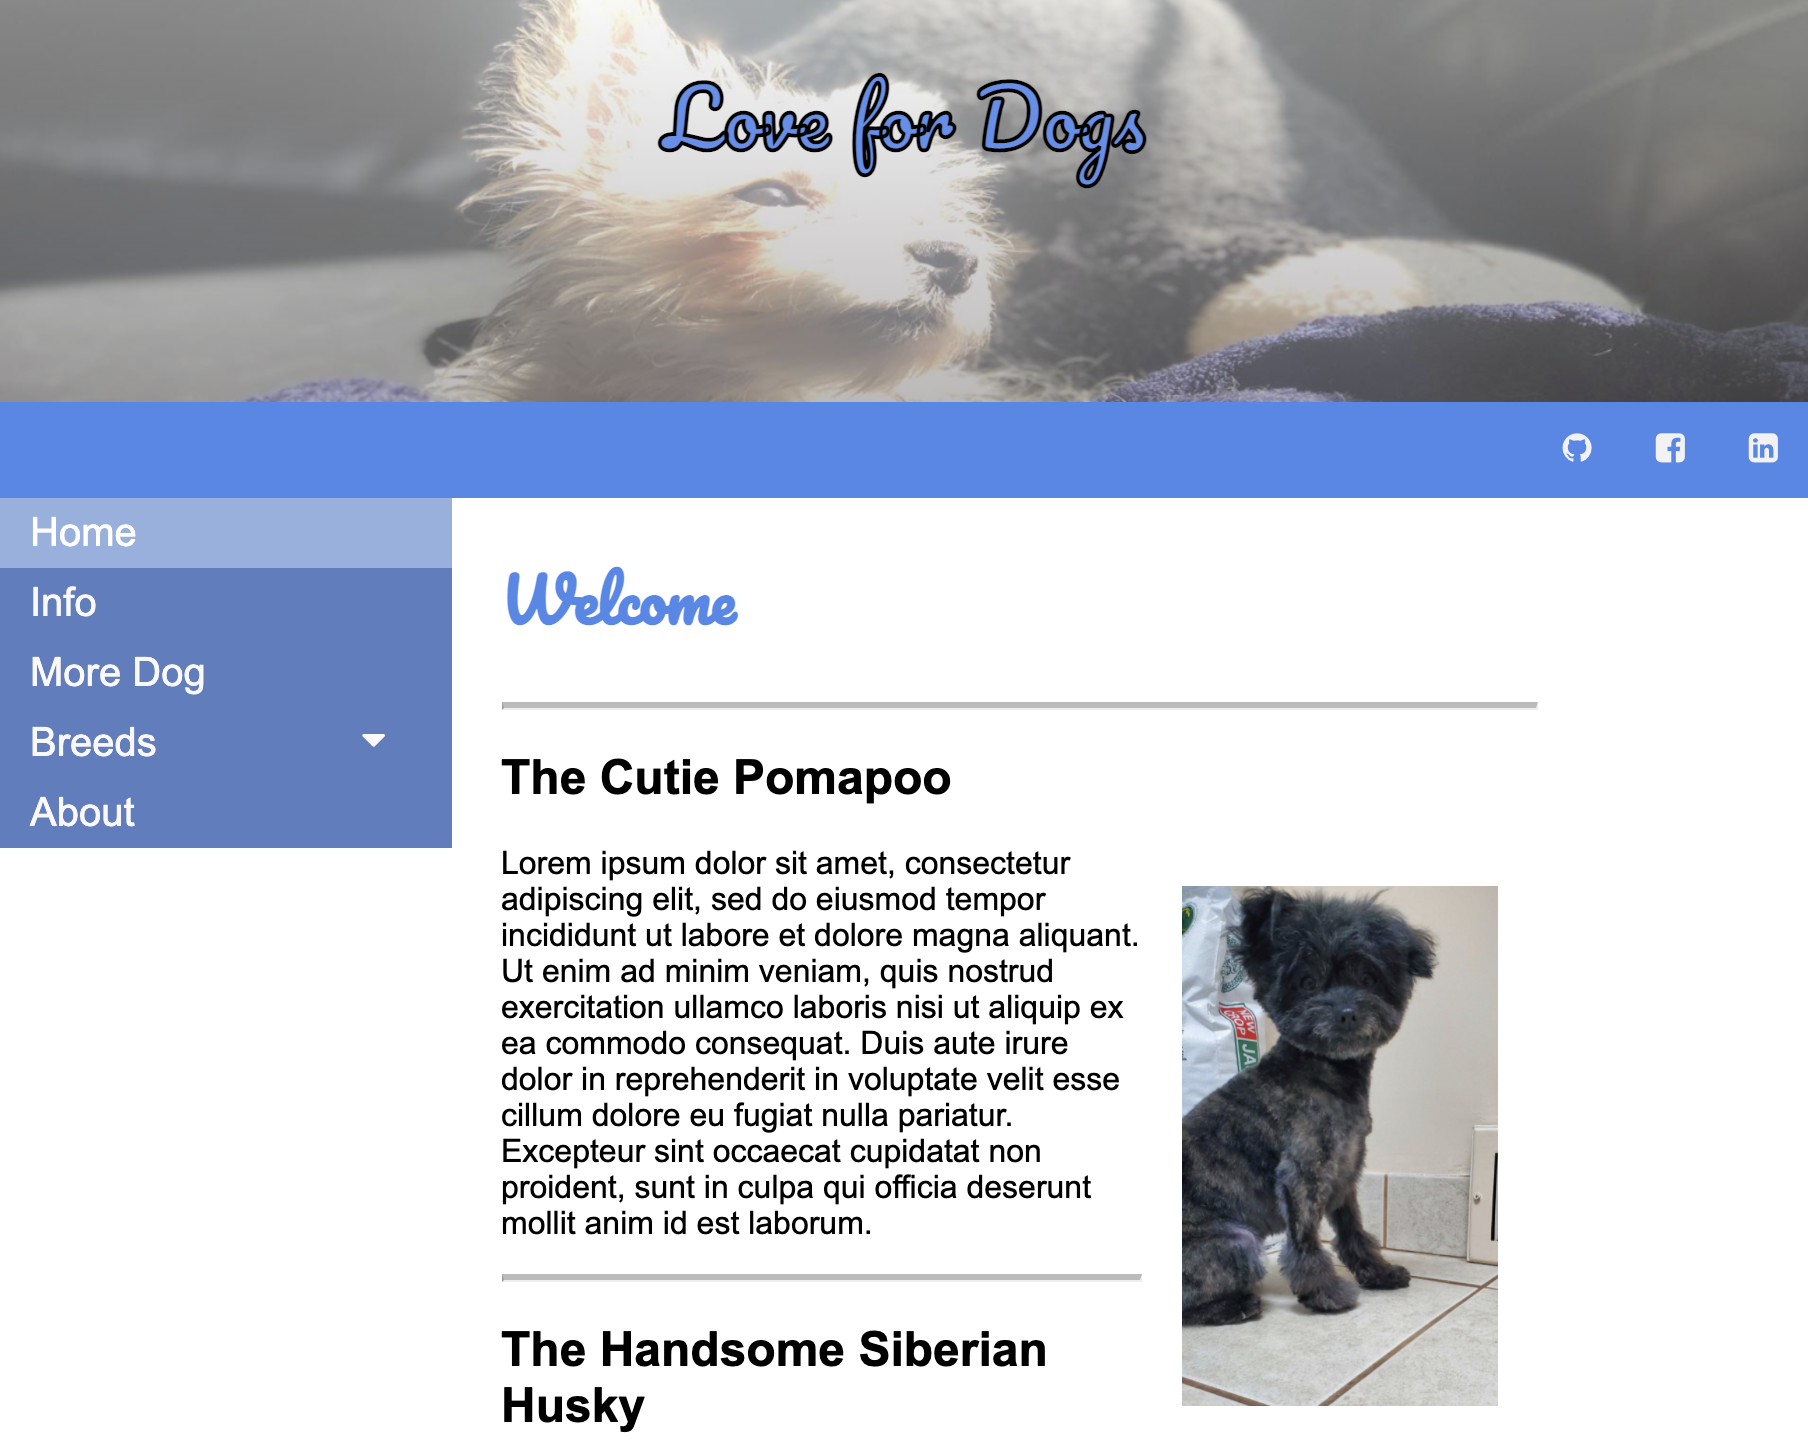 Love for Dogs
Home
Info
More Dog
Breeds
About
Welcome
The Cutie Pomapoo
Lorem ipsum dolor sit amet, consectetur
adipiscing elit, sed do eiusmod tempor
incididunt ut labore et dolore magna aliquant.
Ut enim ad minim veniam, quis nostrud
exercitation ullamco laboris nisi ut aliquip ex
ea commodo consequat. Duis aute irure
dolor in reprehenderit in voluptate velit esse
cillum dolore eu fugiat nulla pariatur.
Excepteur sint occaecat cupidatat non
proident, sunt in culpa qui officia deserunt
mollit anim id est laborum.
NEW
CROP
JA
The Handsome Siberian
Husky